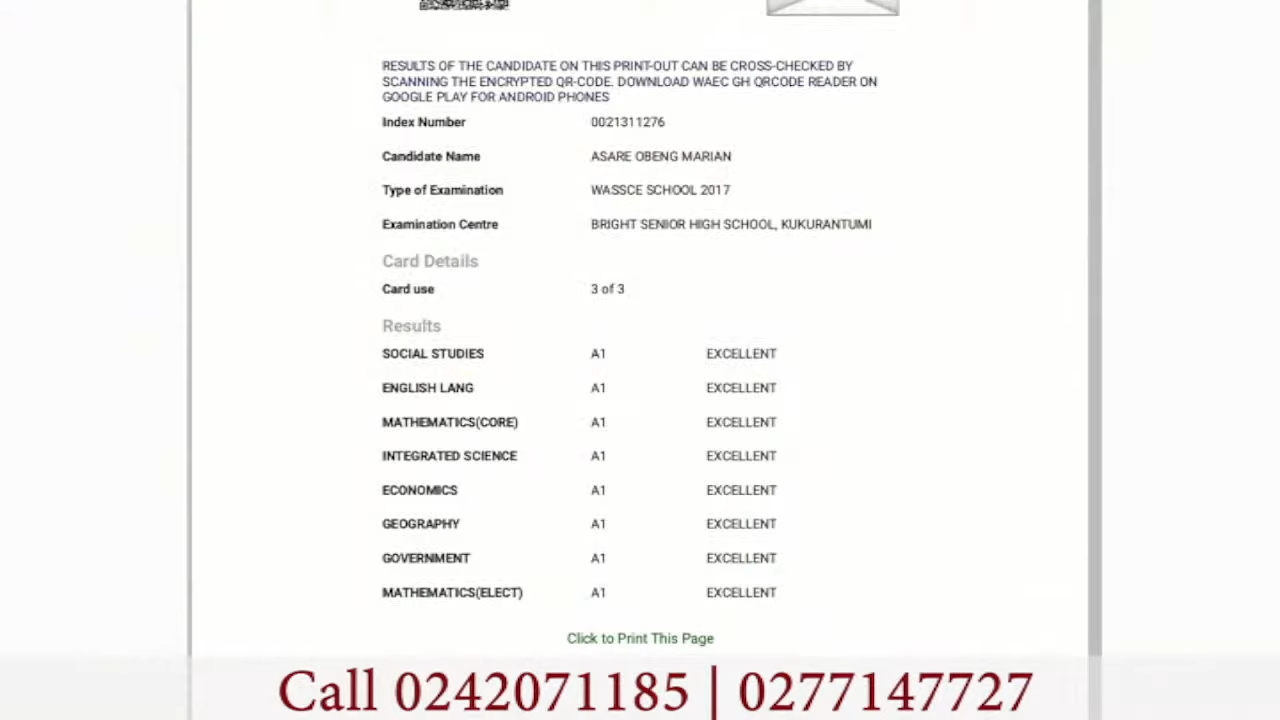 RESULTS OF THE CANDIDATE ON THIS PRINT-OUT CAN BE CROSS-CHECKED BY
SCANNING THE ENCRYPTED QR-CODE. DOWNLOAD WAEC GH QRCODE READER ON
GOOGLE PLAY FOR ANDROID PHONES
Index Number 0021311276
Candidate Name ASARE OBENG MARIAN
Type of Examination WASSCE SCHOOL 2017
Examination Centre BRIGHT SENIOR HIGH SCHOOL, KUKURANTUMI
Card Details
Card use 3 of 3
Results
SOCIAL STUDIES A1 EXCELLENT
ENGLISH LANG A1 EXCELLENT
MATHEMATICS(CORE) A1 EXCELLENT
INTEGRATED SCIENCE A1 EXCELLENT
ECONOMICS A1 EXCELLENT
GEOGRAPHY A1 EXCELLENT
GOVERNMENT A1 EXCELLENT
MATHEMATICS(ELECT) A1 EXCELLENT
Click to Print This Page
Call 0242071185 | 0277147727